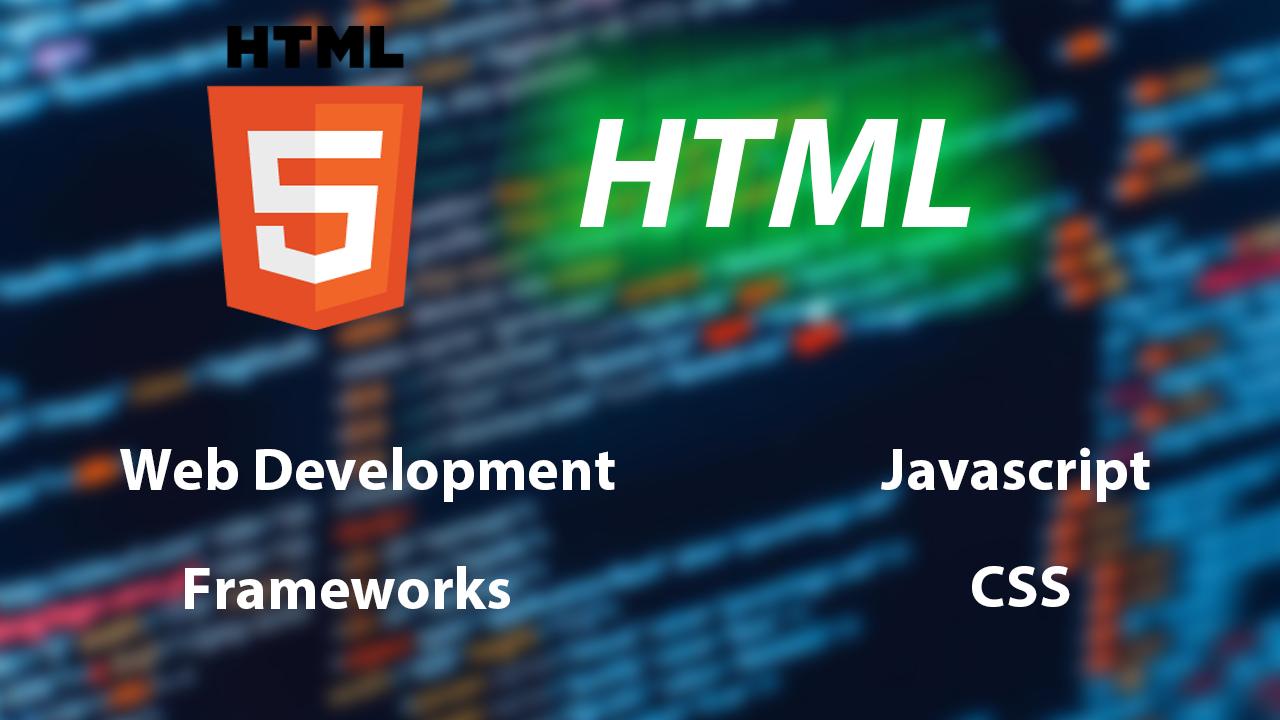 HTML
5
HTML
Web Development
Javascript
Frameworks
CSS